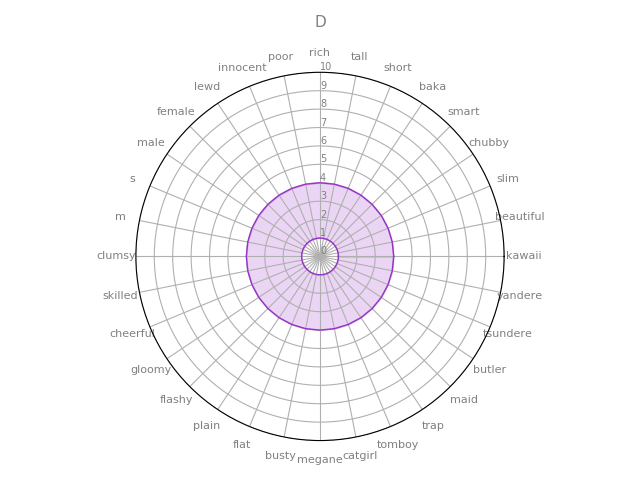 D
rich
tall
short
baka
smart
chubby
slim
beautiful
kawaii
yandere
tsundere
butler
maid
trap
tomboy
catgirl
megane
busty
flat
plain
flashy
gloomy
cheerful
skilled
clumsy
m
s
male
female
lewd
innocent
poor
10
9
8
7
6
5
4
3
2
1
0